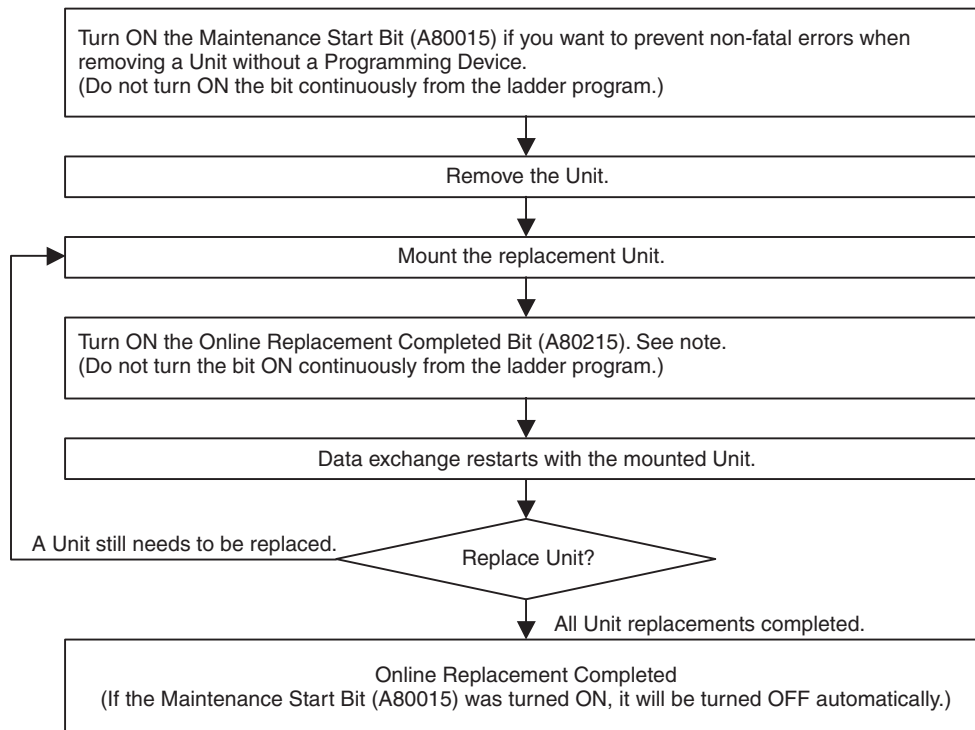 Turn ON the Maintenance Start Bit (A80015) if you want to prevent non-fatal errors when
removing a Unit without a Programming Device.
(Do not turn ON the bit continuously from the ladder program.)
Remove the Unit.
Mount the replacement Unit.
Turn ON the Online Replacement Completed Bit (A80215). See note.
(Do not turn the bit ON continuously from the ladder program.)
Data exchange restarts with the mounted Unit.
A Unit still needs to be replaced.
Replace Unit?
All Unit replacements completed.
Online Replacement Completed
(If the Maintenance Start Bit (A80015) was turned ON, it will be turned OFF automatically.)